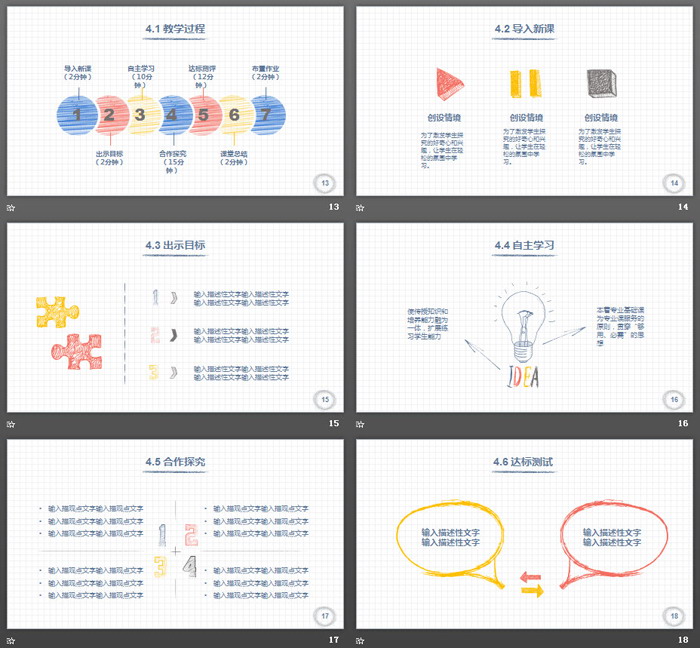 4.1 教学过程
导入新课
（2分钟）
自主学习
（10分
钟）
达标测评
（12分
钟）
布置作业
（2分钟）
1 2 3 4 5 6 7
出示目标
（2分钟）
合作探究
（15分
钟）
课堂总结
（2分钟）
13
13
4.2 导入新课
创设情境
为了激发学生探
究的好奇心和兴
趣，让学生在轻
松的氛围中学
习。
创设情境
为了激发学生探
究的好奇心和兴
趣，让学生在轻
松的氛围中学
习。
创设情境
为了激发学生探
究的好奇心和兴
趣，让学生在轻
松的氛围中学
习。
14
14
4.3 出示目标
1
输入描述性文字输入描述性文字
输入描述性文字输入描述性文字
2
输入描述性文字输入描述性文字
输入描述性文字输入描述性文字
3
输入描述性文字输入描述性文字
输入描述性文字输入描述性文字
15
15
4.4 自主学习
使传授知识和
培养能力融为
一体，扩展练
习学生能力
本着专业基础课
为专业课服务的
原则，贯穿“够
用、必需”的思
想
IDEA
16
16
4.5 合作探究
• 输入描观点文字输入描观点文字
• 输入描观点文字输入描观点文字
• 输入描观点文字输入描观点文字
• 输入描观点文字输入描观点文字
• 输入描观点文字输入描观点文字
• 输入描观点文字输入描观点文字
1 2
3 4
• 输入描观点文字输入描观点文字
• 输入描观点文字输入描观点文字
• 输入描观点文字输入描观点文字
• 输入描观点文字输入描观点文字
• 输入描观点文字输入描观点文字
• 输入描观点文字输入描观点文字
17
17
4.6 达标测试
输入描述性文字
输入描述性文字
输入描述性文字
输入描述性文字
18
18